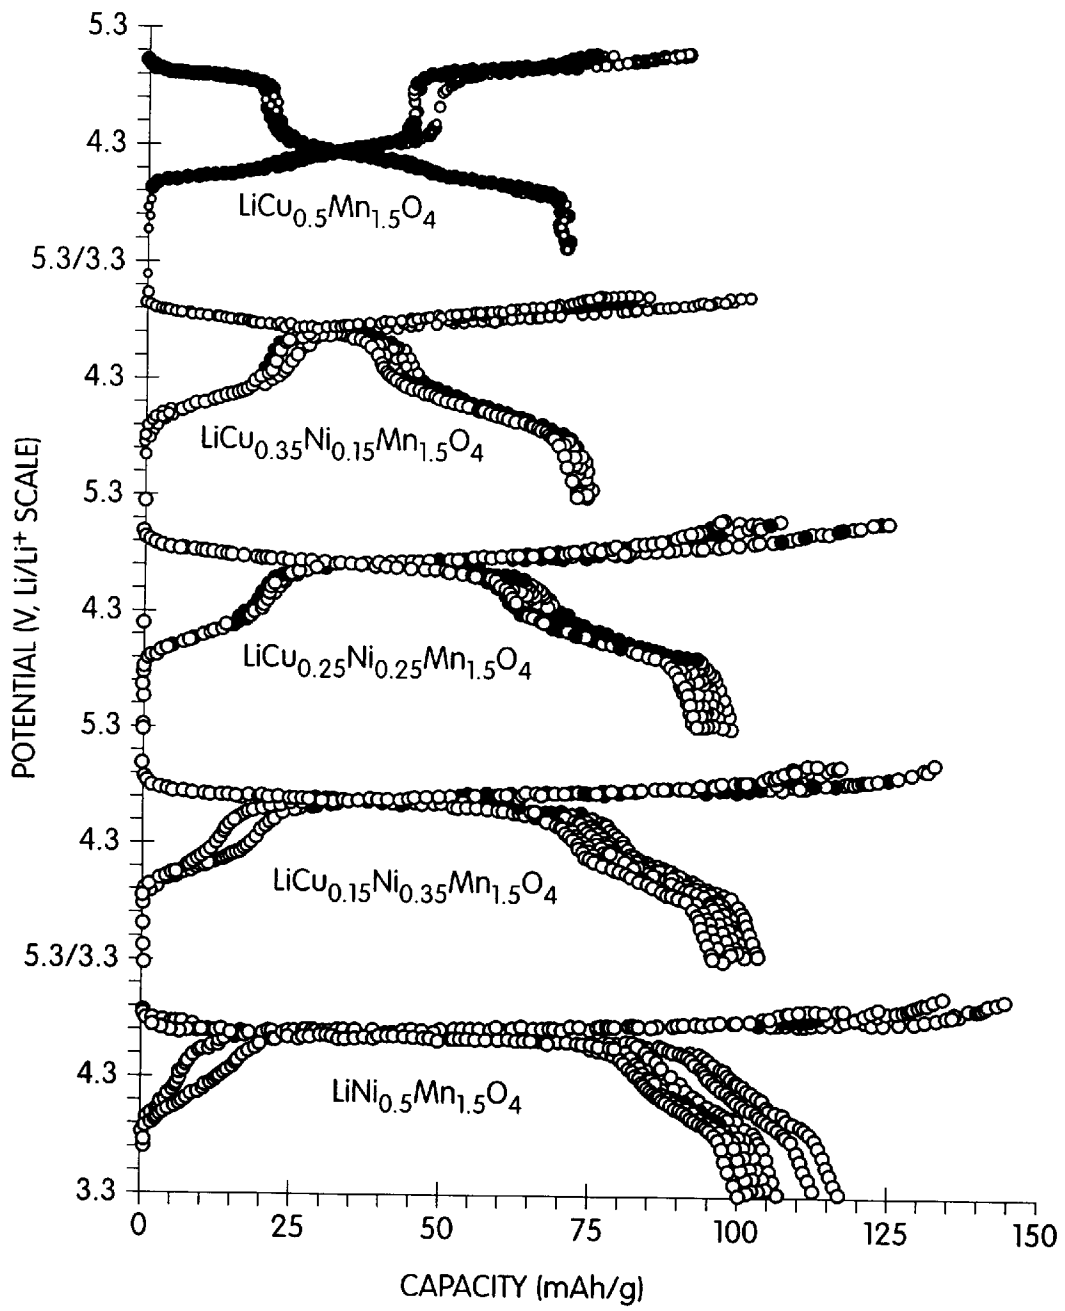 5.3
4.3
LiCu0.5Mn1.5O4
5.3/3.3
4.3
LiCu0.35Ni0.15Mn1.5O4
5.3
4.3
LiCu0.25Ni0.25Mn1.5O4
5.3
4.3
LiCu0.15Ni0.35Mn1.5O4
5.3/3.3
4.3
LiNi0.5Mn1.5O4
3.3
0 25 50 75 100 125 150
CAPACITY (mAh/g)
POTENTIAL (V, Li/Li+ SCALE)